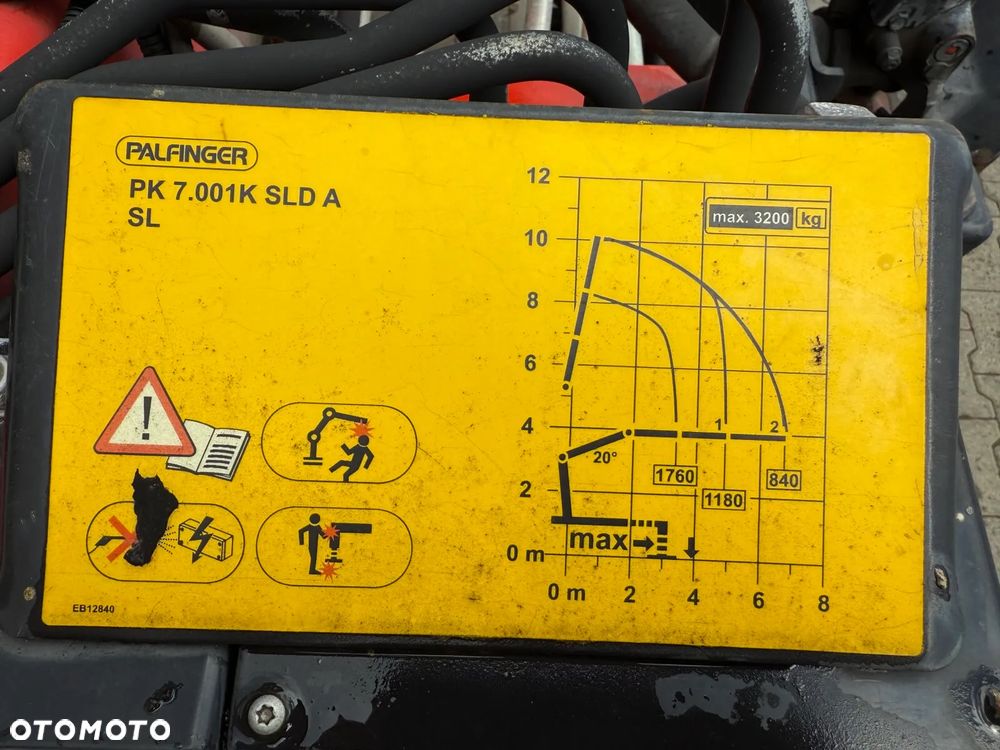 PALFINGER
PK 7.001K SLD A
SL
12
max. 3200 kg
10
8
6
4
1
2
20°
1760
840
1180
2
max
0 m
0 m
2
4
6
8
EB12840
OTOMOTO